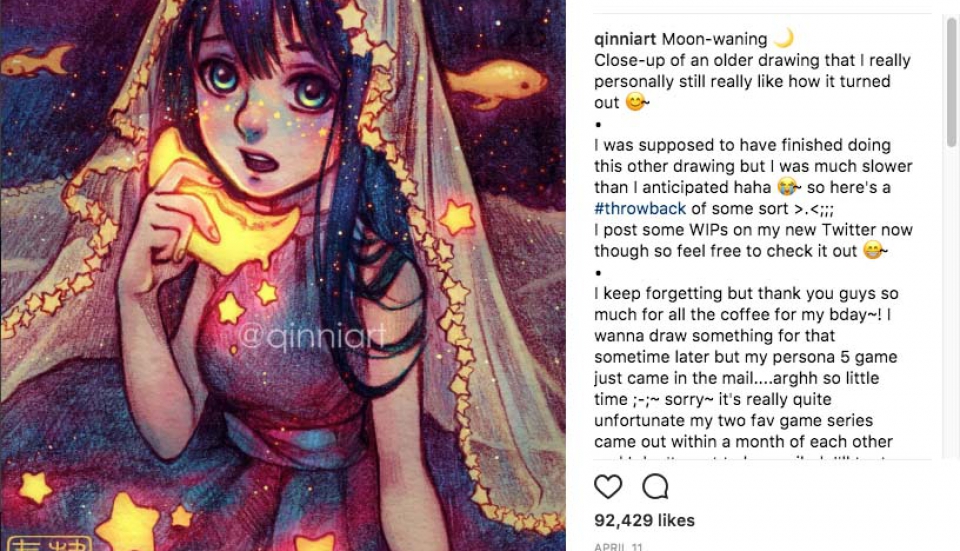 qinniart Moon-waning 🌙
Close-up of an older drawing that I really
personally still really like how it turned
out 😊~
•
I was supposed to have finished doing
this other drawing but I was much slower
than I anticipated haha 😭~ so here's a
#throwback of some sort >.<;;;
I post some WIPs on my new Twitter now
though so feel free to check it out 😁~
•
I keep forgetting but thank you guys so
much for all the coffee for my bday~! I
wanna draw something for that
sometime later but my persona 5 game
just came in the mail....arghh so little
time ;-;~ sorry~ it's really quite
unfortunate my two fav game series
came out within a month of each other
92,429 likes
APRIL 11
@qinniart